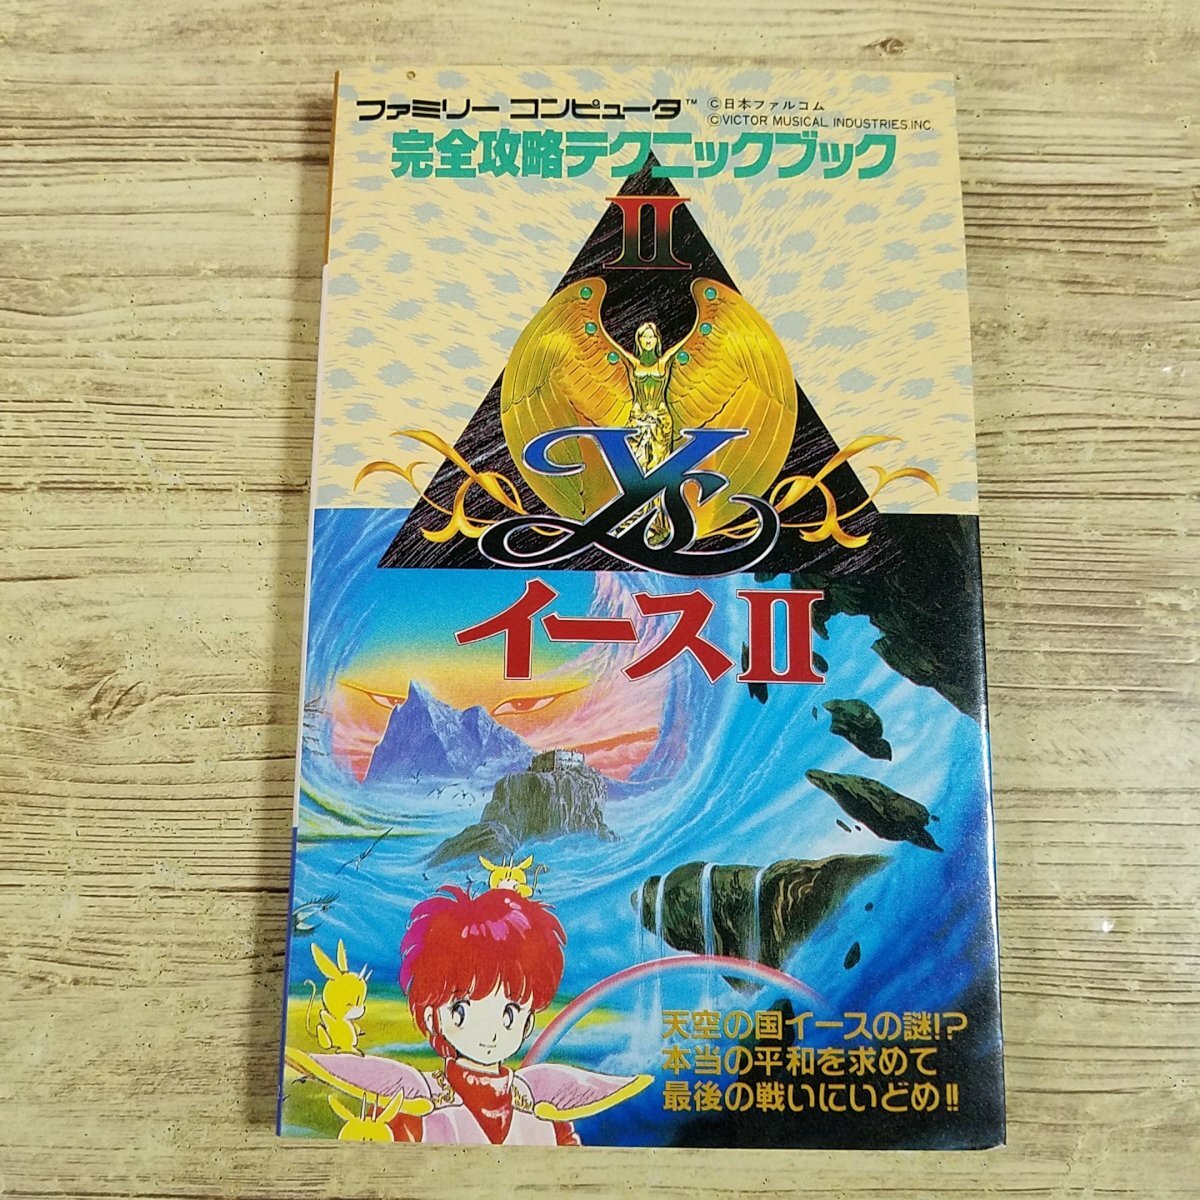 ファミリー コンピュータ™
©日本ファルコム
©VICTOR MUSICAL INDUSTRIES.INC.
完全攻略テクニックブック
II
Ys
イースII
天空の国イースの謎!?
本当の平和を求めて
最後の戦いにいどめ!!